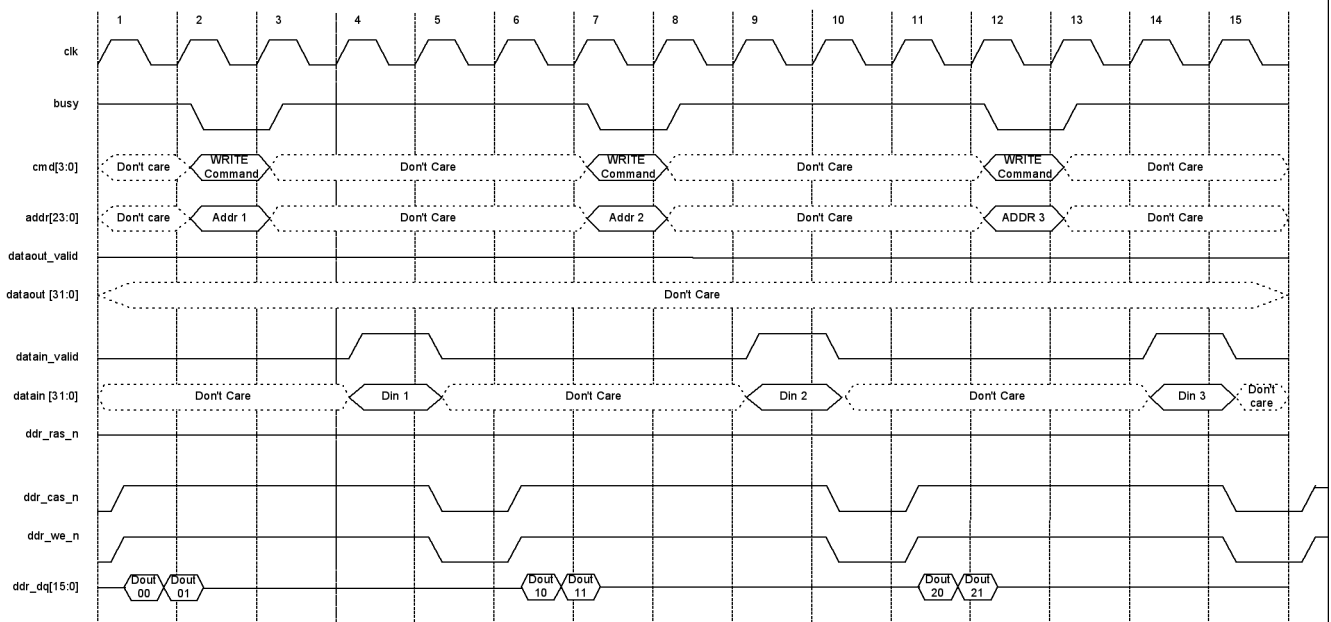 1 2 3 4 5 6 7 8 9 10 11 12 13 14 15
clk
busy
cmd[3:0] Don't care WRITE Command Don't Care WRITE Command Don't Care WRITE Command Don't Care
addr[23:0] Don't care Addr 1 Don't Care Addr 2 Don't Care ADDR 3 Don't Care
dataout_valid
dataout [31:0] Don't Care
datain_valid
datain [31:0] Don't Care Din 1 Don't Care Din 2 Don't Care Din 3 Don't care
ddr_ras_n
ddr_cas_n
ddr_we_n
ddr_dq[15:0] Dout 00 Dout 01 Dout 10 Dout 11 Dout 20 Dout 21